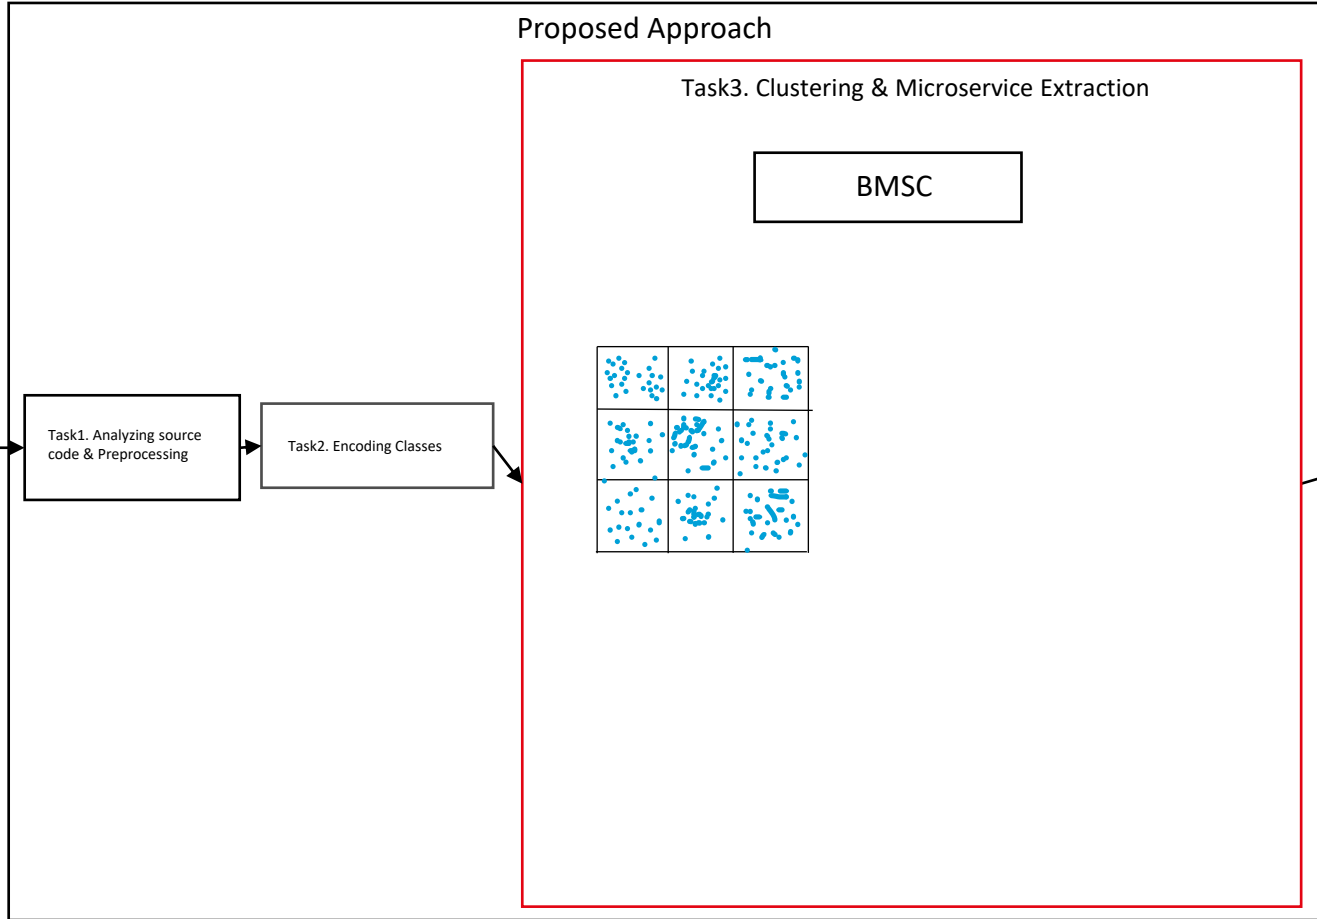 Proposed Approach
Task3. Clustering & Microservice Extraction
BMSC
Task1. Analyzing source
code & Preprocessing
Task2. Encoding Classes